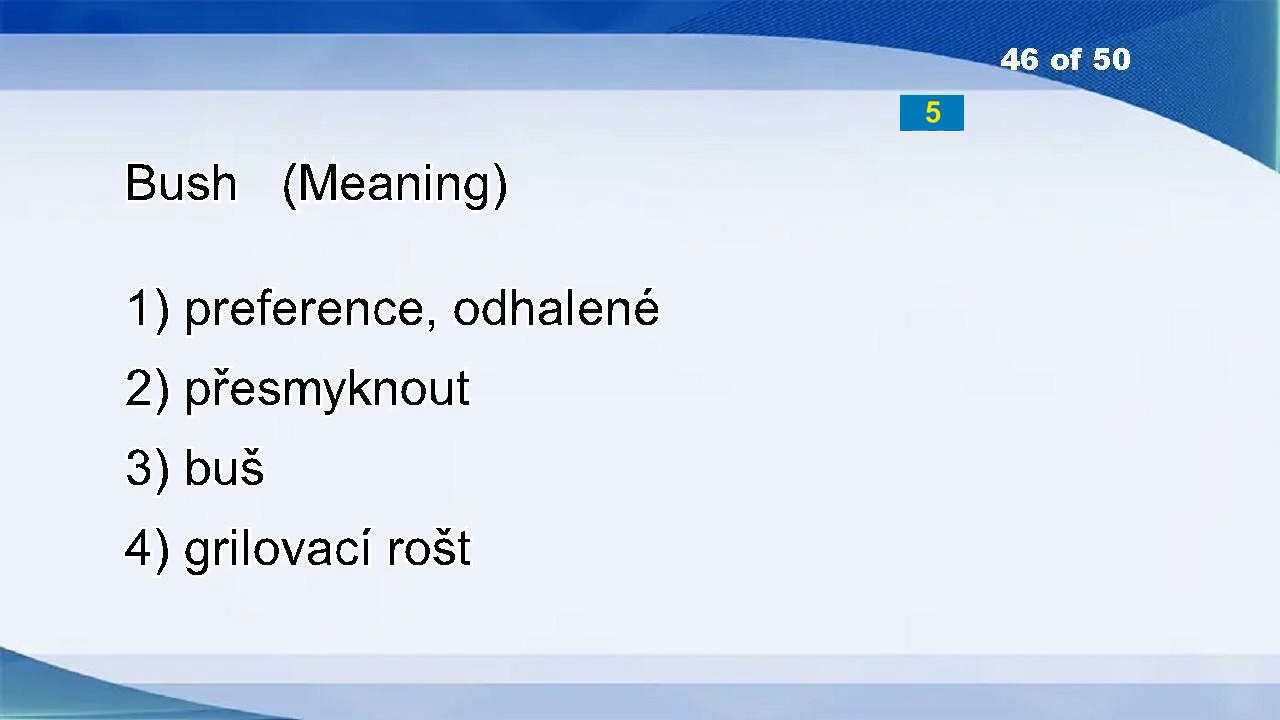 46 of 50
5
Bush (Meaning)
1) preference, odhalené
2) přesmyknout
3) buš
4) grilovací rošt